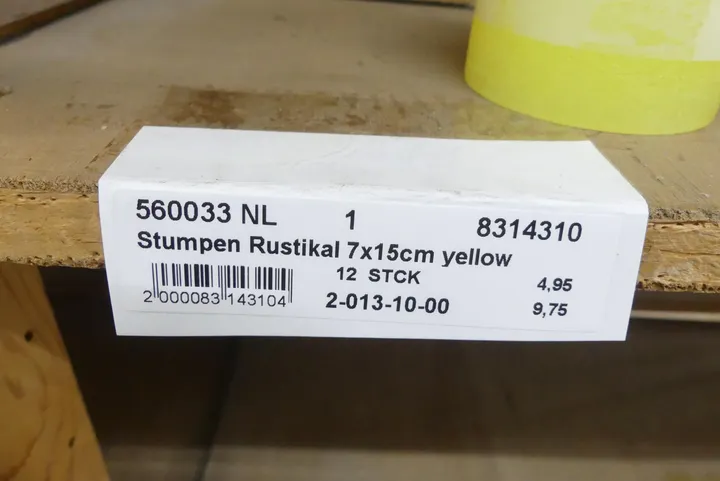 560033 NL 1 8314310
Stumpen Rustikal 7x15cm yellow
12 STCK 4,95
2 000083 143104 2-013-10-00 9,75